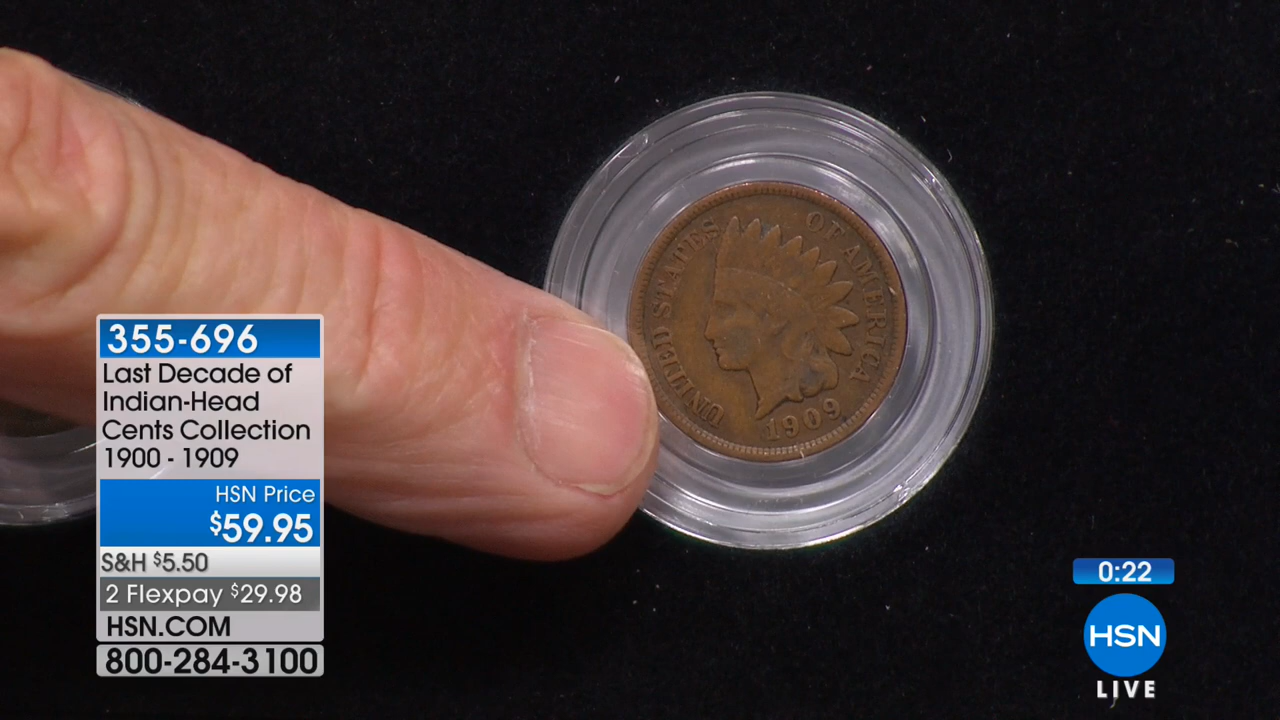 355-696
Last Decade of
Indian-Head
Cents Collection
1900 - 1909
HSN Price
$59.95
S&H $5.50
2 Flexpay $29.98
HSN.COM
800-284-3100
UNITED STATES OF AMERICA
1909
0:22
HSN
LIVE